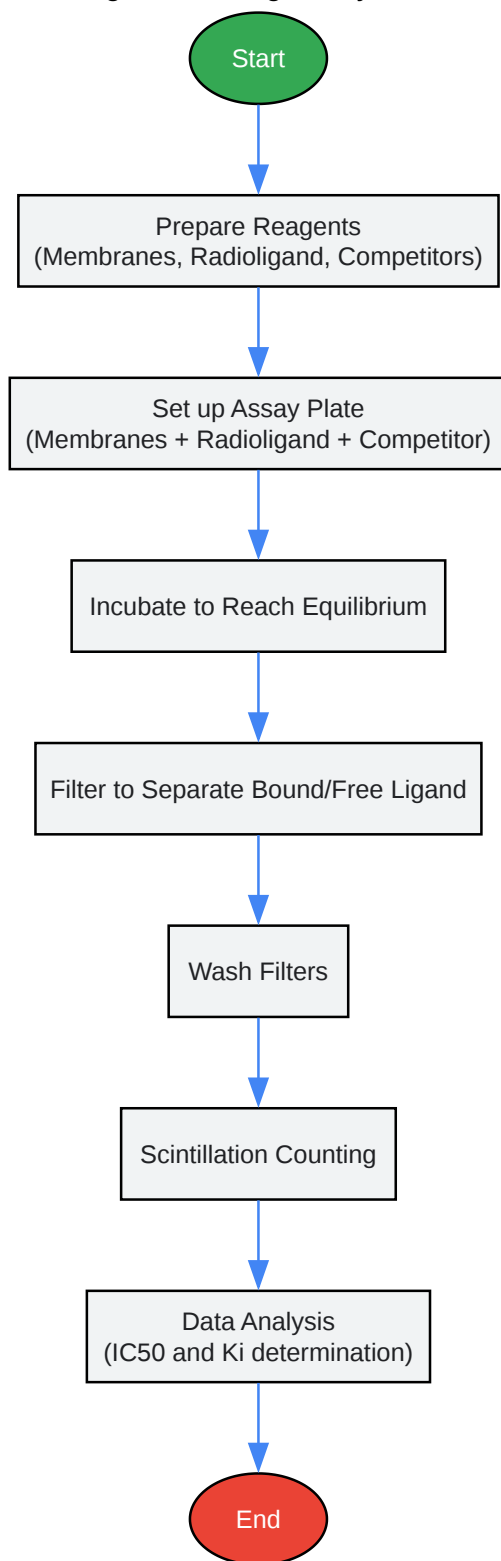 Start
Prepare Reagents
(Membranes, Radioligand, Competitors)
Set up Assay Plate
(Membranes + Radioligand + Competitor)
Incubate to Reach Equilibrium
Filter to Separate Bound/Free Ligand
Wash Filters
Scintillation Counting
Data Analysis
(IC50 and Ki determination)
End